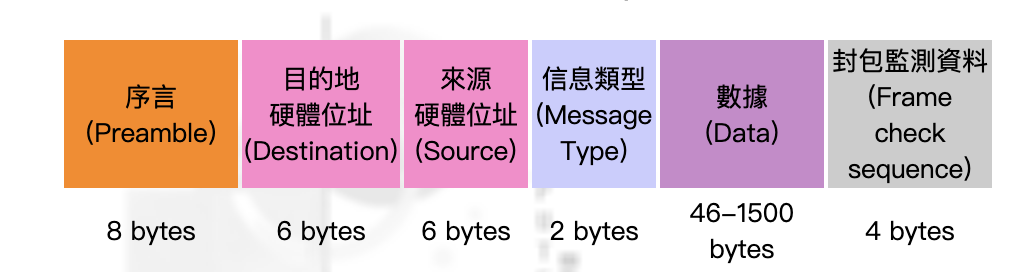 序言
(Preamble)
目的地
硬體位址
(Destination)
來源
硬體位址
(Source)
信息類型
(Message
Type)
數據
(Data)
封包監測資料
(Frame
check
sequence)
8 bytes
6 bytes
6 bytes
2 bytes
46–1500
bytes
4 bytes